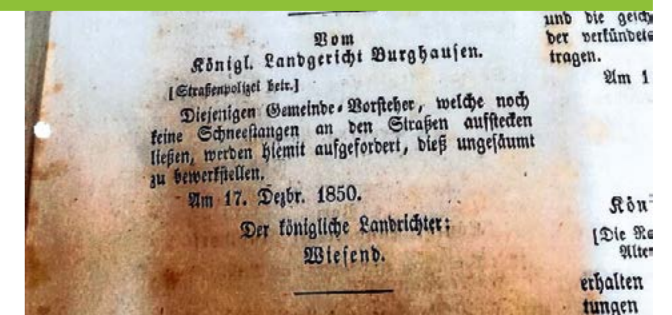 Vom
Königl. Landgericht Burghausen.
[Straßenpolizei betr.]
Diejenigen Gemeinde-Vorsteher, welche noch
keine Schneestangen an den Straßen aufstecken
ließen, werden hiemit aufgefordert, dieß ungesäumt
zu bewerkstellen.
Am 17. Dezbr. 1850.
Der königliche Landrichter:
Wiesend.
und die
der
tragen.
Am 1
[Die
erhalten
tungen